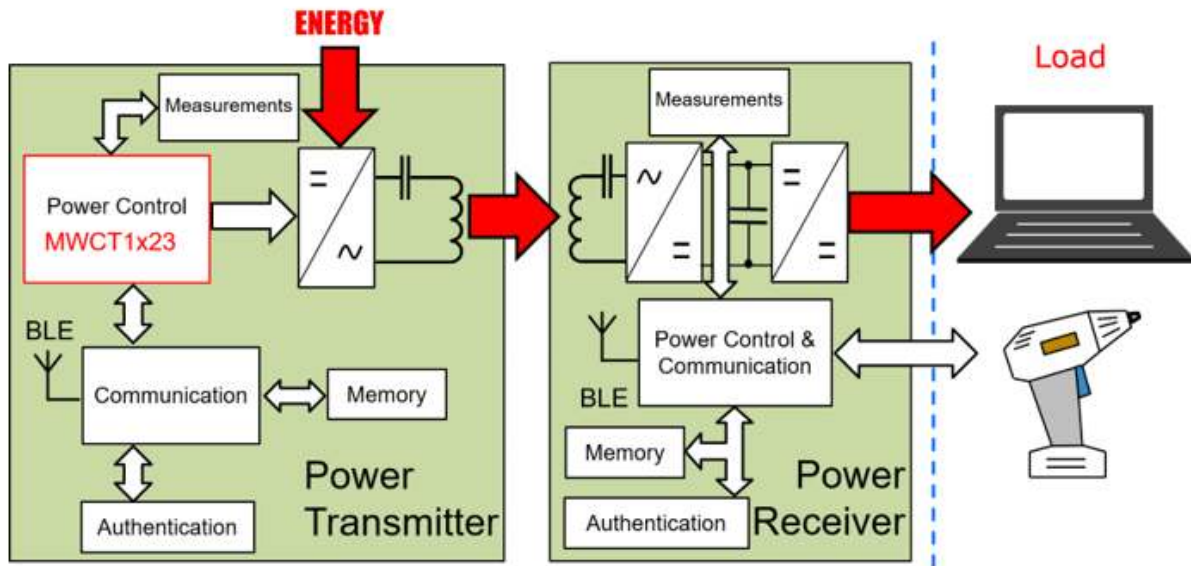 ENERGY
Measurements
Power Control
MWCT1x23
BLE
Communication
Memory
Authentication
Power
Transmitter
Measurements
Power Control &
Communication
BLE
Memory
Authentication
Power
Receiver
Load